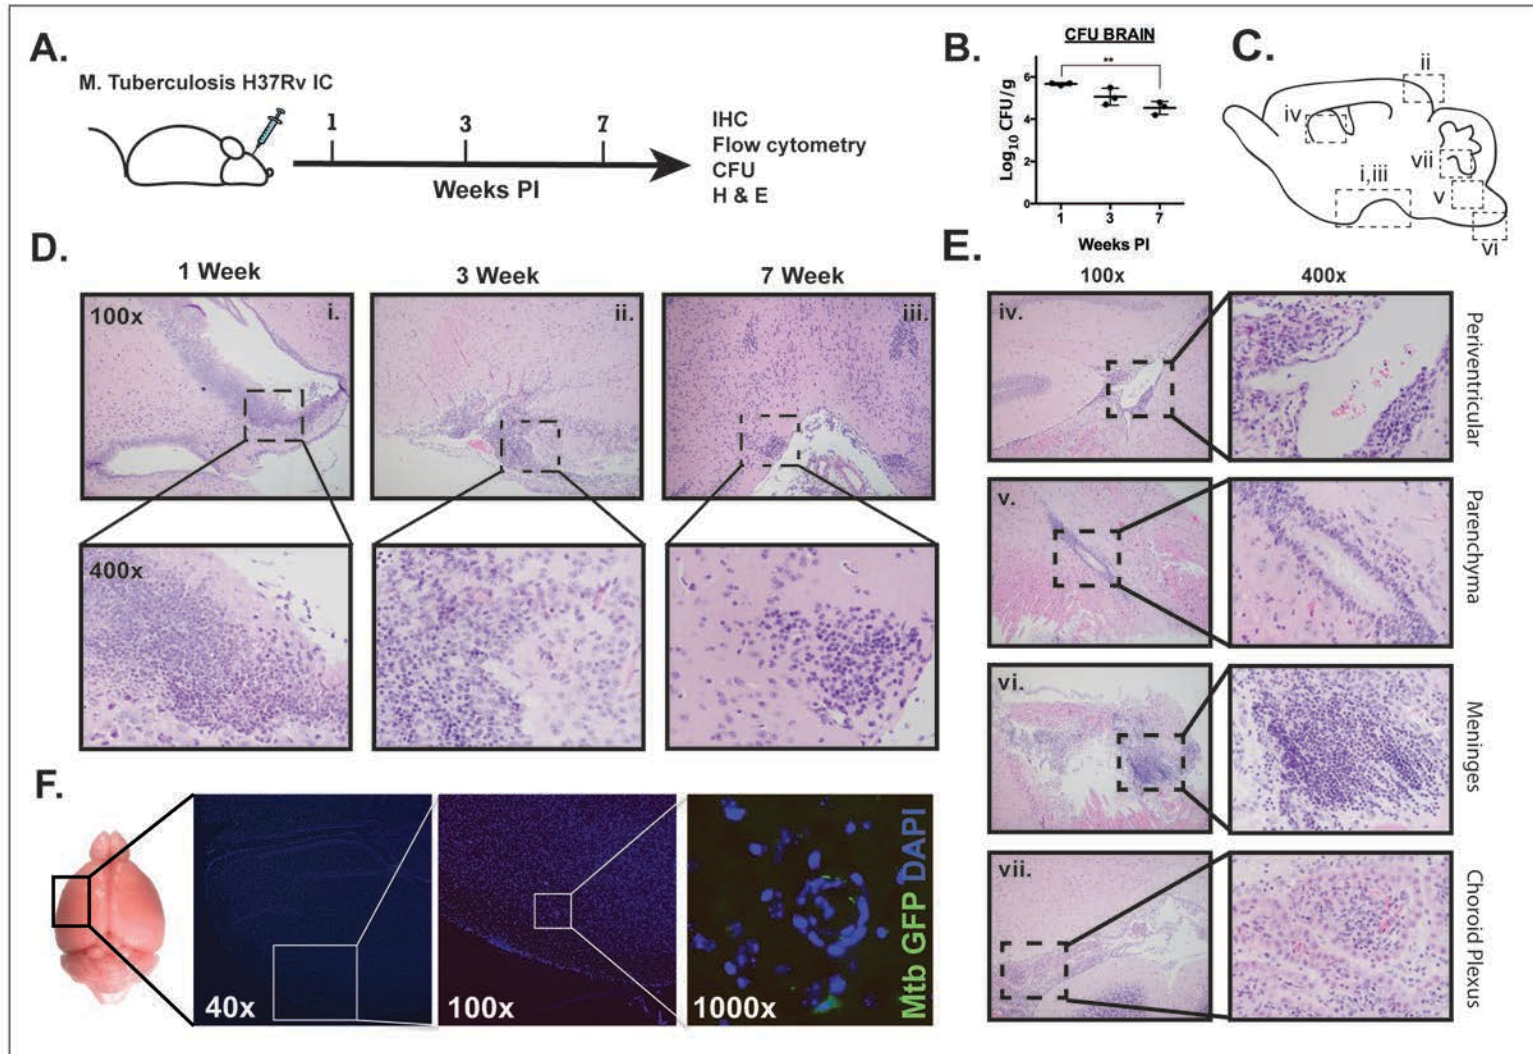 A.
M. Tuberculosis H37Rv IC
1 3 7
Weeks PI
IHC
Flow cytometry
CFU
H & E
B.
CFU BRAIN
**
Log10 CFU/g
6
4
2
0
1 3 7
Weeks PI
C.
ii
iv
vii
i,iii
v
vi
D.
1 Week 3 Week 7 Week
100x i. ii. iii.
400x
E.
100x 400x
iv.
Periventricular
v.
Parenchyma
vi.
Meninges
vii.
Choroid Plexus
F.
40x 100x 1000x
Mtb GFP DAPI